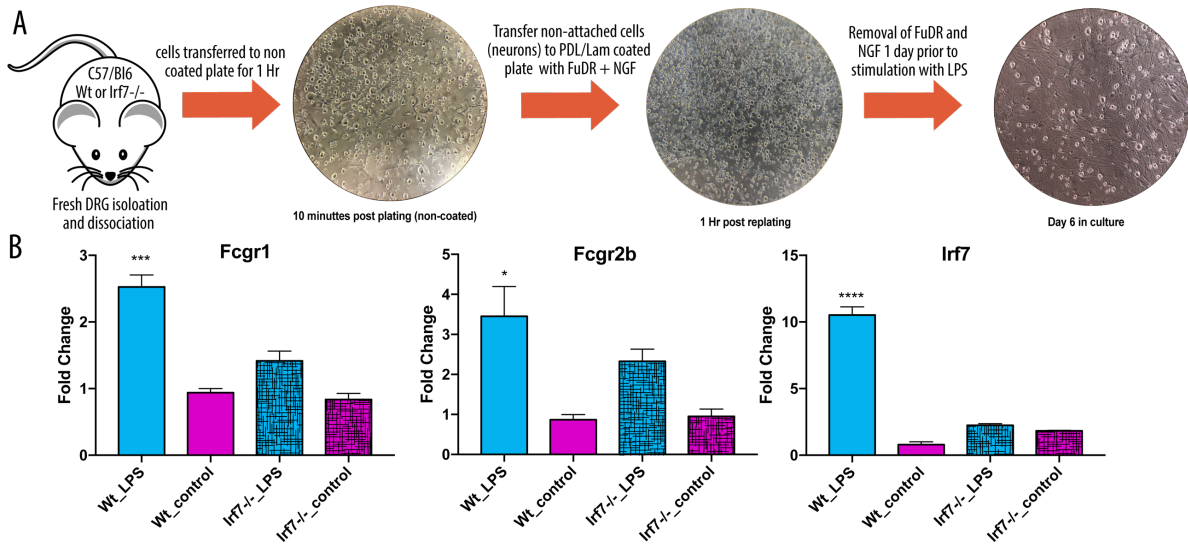 A
C57/Bl6
Wt or Irf7-/-
Fresh DRG isoloation
and dissociation
cells transferred to non
coated plate for 1 Hr
10 minuttes post plating (non-coated)
Transfer non-attached cells
(neurons) to PDL/Lam coated
plate with FuDR + NGF
1 Hr post replating
Removal of FuDR and
NGF 1 day prior to
stimulation with LPS
Day 6 in culture
B
Fcgr1
Fold Change
3
2
1
0
***
Wt_LPS
Wt_control
Irf7-/-_LPS
Irf7-/-_control
Fcgr2b
Fold Change
5
4
3
2
1
0
*
Wt_LPS
Wt_control
Irf7-/-_LPS
Irf7-/-_control
Irf7
Fold Change
15
10
5
0
****
Wt_LPS
Wt_control
Irf7-/-_LPS
Irf7-/-_control